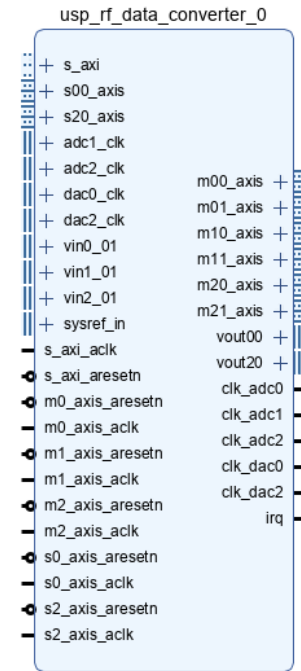 usp_rf_data_converter_0
s_axi
s00_axis
s20_axis
adc1_clk
adc2_clk
dac0_clk
dac2_clk
vin0_01
vin1_01
vin2_01
sysref_in
s_axi_aclk
s_axi_aresetn
m0_axis_aresetn
m0_axis_aclk
m1_axis_aresetn
m1_axis_aclk
m2_axis_aresetn
m2_axis_aclk
s0_axis_aresetn
s0_axis_aclk
s2_axis_aresetn
s2_axis_aclk
m00_axis
m01_axis
m10_axis
m11_axis
m20_axis
m21_axis
vout00
vout20
clk_adc0
clk_adc1
clk_adc2
clk_dac0
clk_dac2
irq